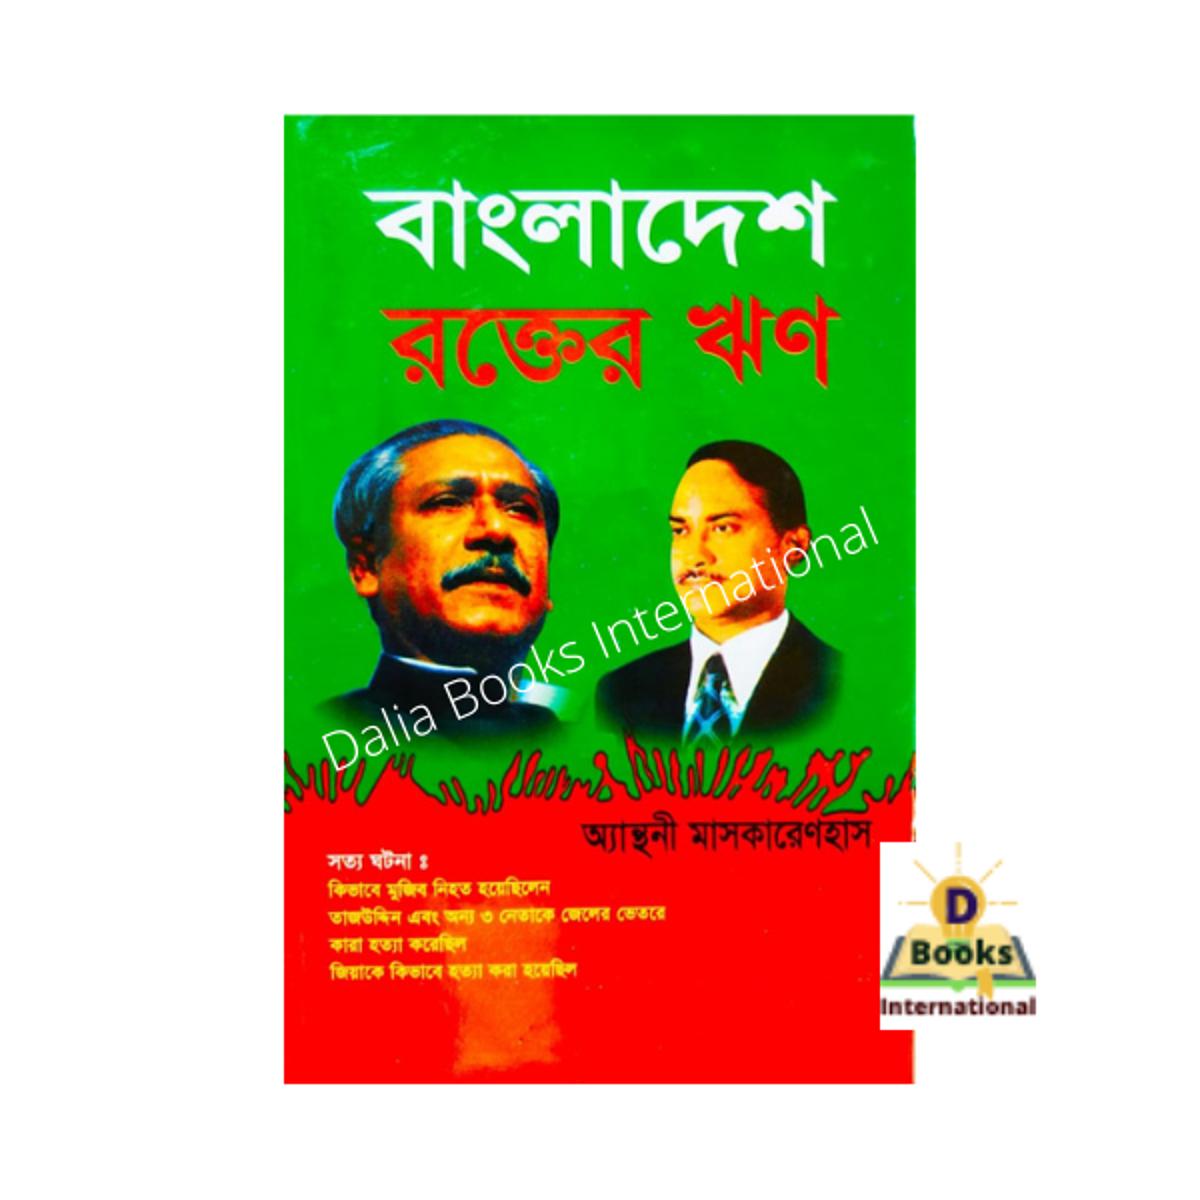 বাংলাদেশ
রক্তের ঋণ
Dalia Books International
অ্যান্থনী মাসকারেণহাস
সত্য ঘটনা ঃ
কিভাবে মুজিব নিহত হয়েছিলেন
তাজউদ্দিন এবং অন্য ৩ নেতাকে জেলের ভেতরে
কারা হত্যা করেছিল
জিয়াকে কিভাবে হত্যা করা হয়েছিল
D
Books
International